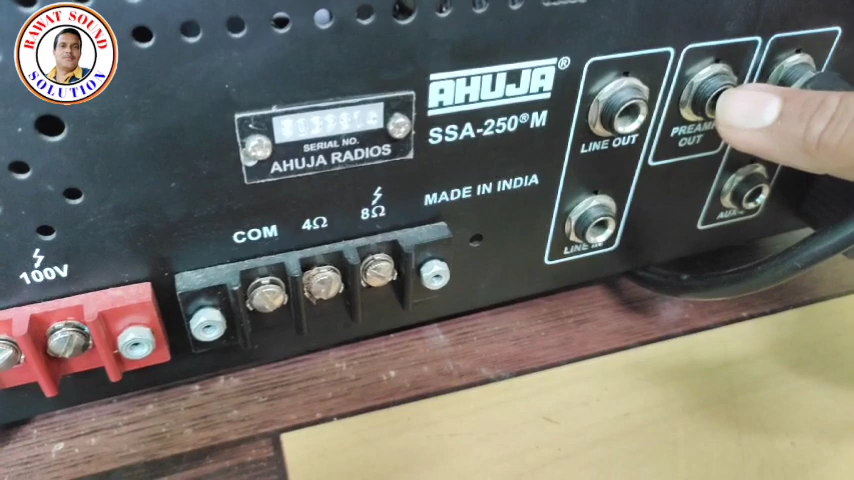 RAWAT SOUND
SOLUTION
AHUJA®
SSA-250®M
SERIAL NO.
AHUJA RADIOS
MADE IN INDIA
LINE OUT
PREAMP
OUT
LINE IN
COM
4Ω
8Ω
100V